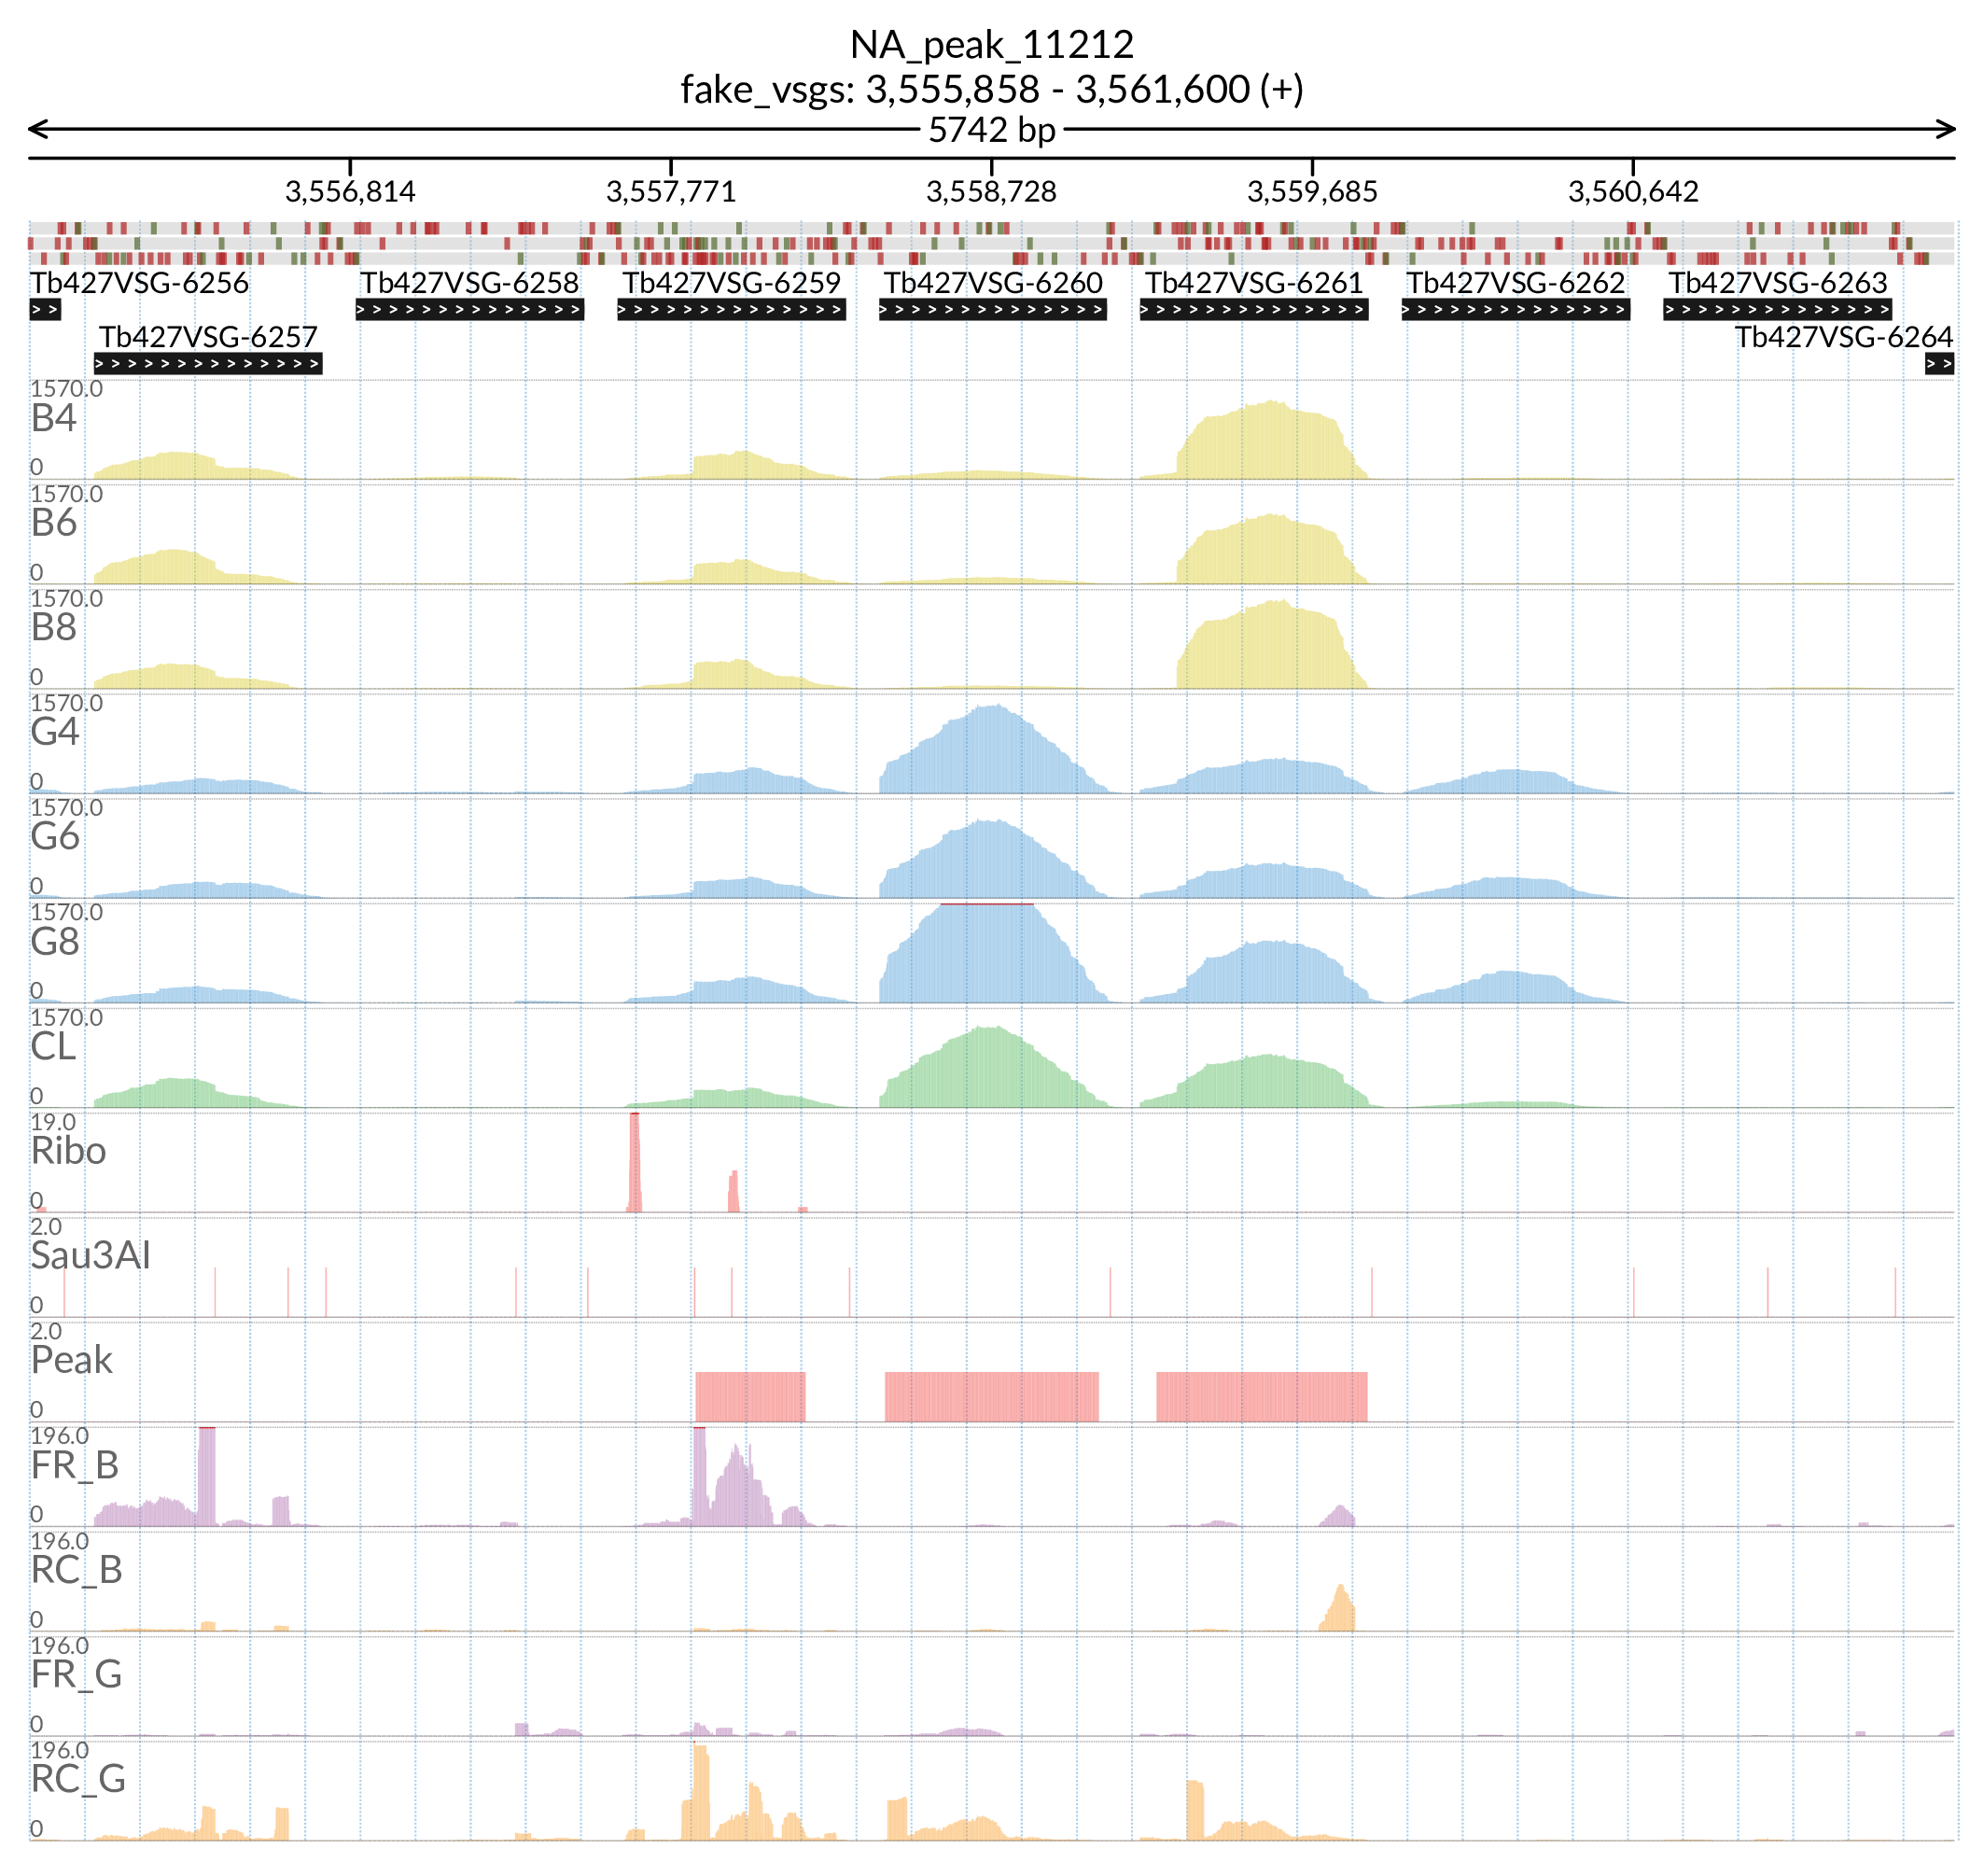 NA_peak_11212
fake_vsgs: 3,555,858 - 3,561,600 (+)
5742 bp
3,556,814 3,557,771 3,558,728 3,559,685 3,560,642
Tb427VSG-6256 Tb427VSG-6258 Tb427VSG-6259 Tb427VSG-6260 Tb427VSG-6261 Tb427VSG-6262 Tb427VSG-6263
Tb427VSG-6257 Tb427VSG-6264
1570.0
B4
0
1570.0
B6
0
1570.0
B8
0
1570.0
G4
0
1570.0
G6
0
1570.0
G8
0
1570.0
CL
0
19.0
Ribo
0
2.0
Sau3AI
0
2.0
Peak
0
196.0
FR_B
0
196.0
RC_B
0
196.0
FR_G
0
196.0
RC_G
0